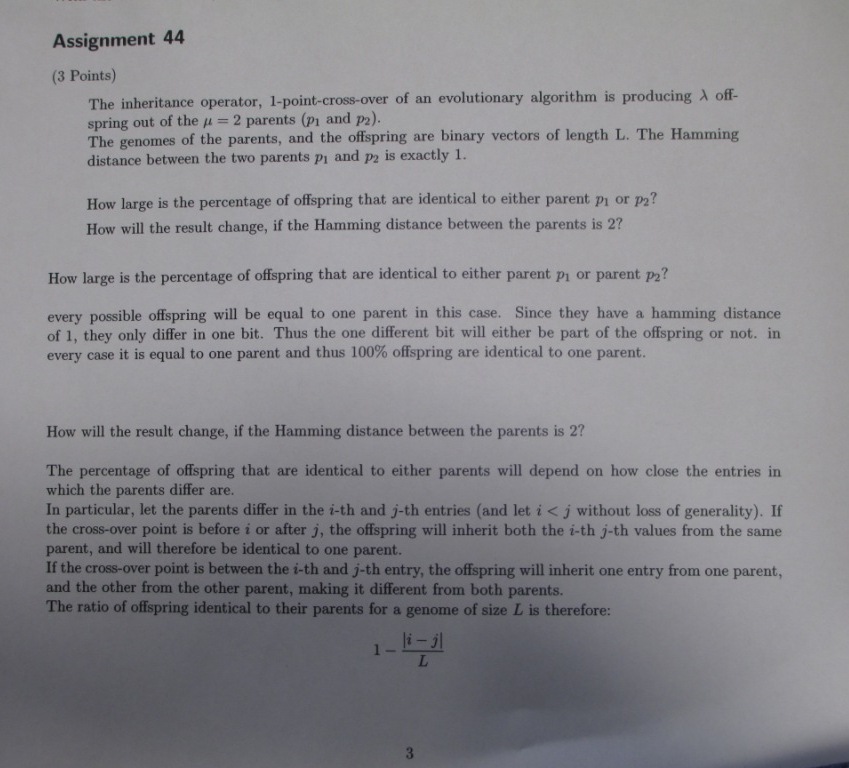 Assignment 44
(3 Points)
The inheritance operator, 1-point-cross-over of an evolutionary algorithm is producing λ off-
spring out of the μ = 2 parents (p₁ and p₂).
The genomes of the parents, and the offspring are binary vectors of length L. The Hamming
distance between the two parents p₁ and p₂ is exactly 1.
How large is the percentage of offspring that are identical to either parent p₁ or p₂?
How will the result change, if the Hamming distance between the parents is 2?
How large is the percentage of offspring that are identical to either parent p₁ or parent p₂?
every possible offspring will be equal to one parent in this case. Since they have a hamming distance
of 1, they only differ in one bit. Thus the one different bit will either be part of the offspring or not. in
every case it is equal to one parent and thus 100% offspring are identical to one parent.
How will the result change, if the Hamming distance between the parents is 2?
The percentage of offspring that are identical to either parents will depend on how close the entries in
which the parents differ are.
In particular, let the parents differ in the i-th and j-th entries (and let i < j without loss of generality). If
the cross-over point is before i or after j, the offspring will inherit both the i-th j-th values from the same
parent, and will therefore be identical to one parent.
If the cross-over point is between the i-th and j-th entry, the offspring will inherit one entry from one parent,
and the other from the other parent, making it different from both parents.
The ratio of offspring identical to their parents for a genome of size L is therefore:
1 − |i − j| / L
3